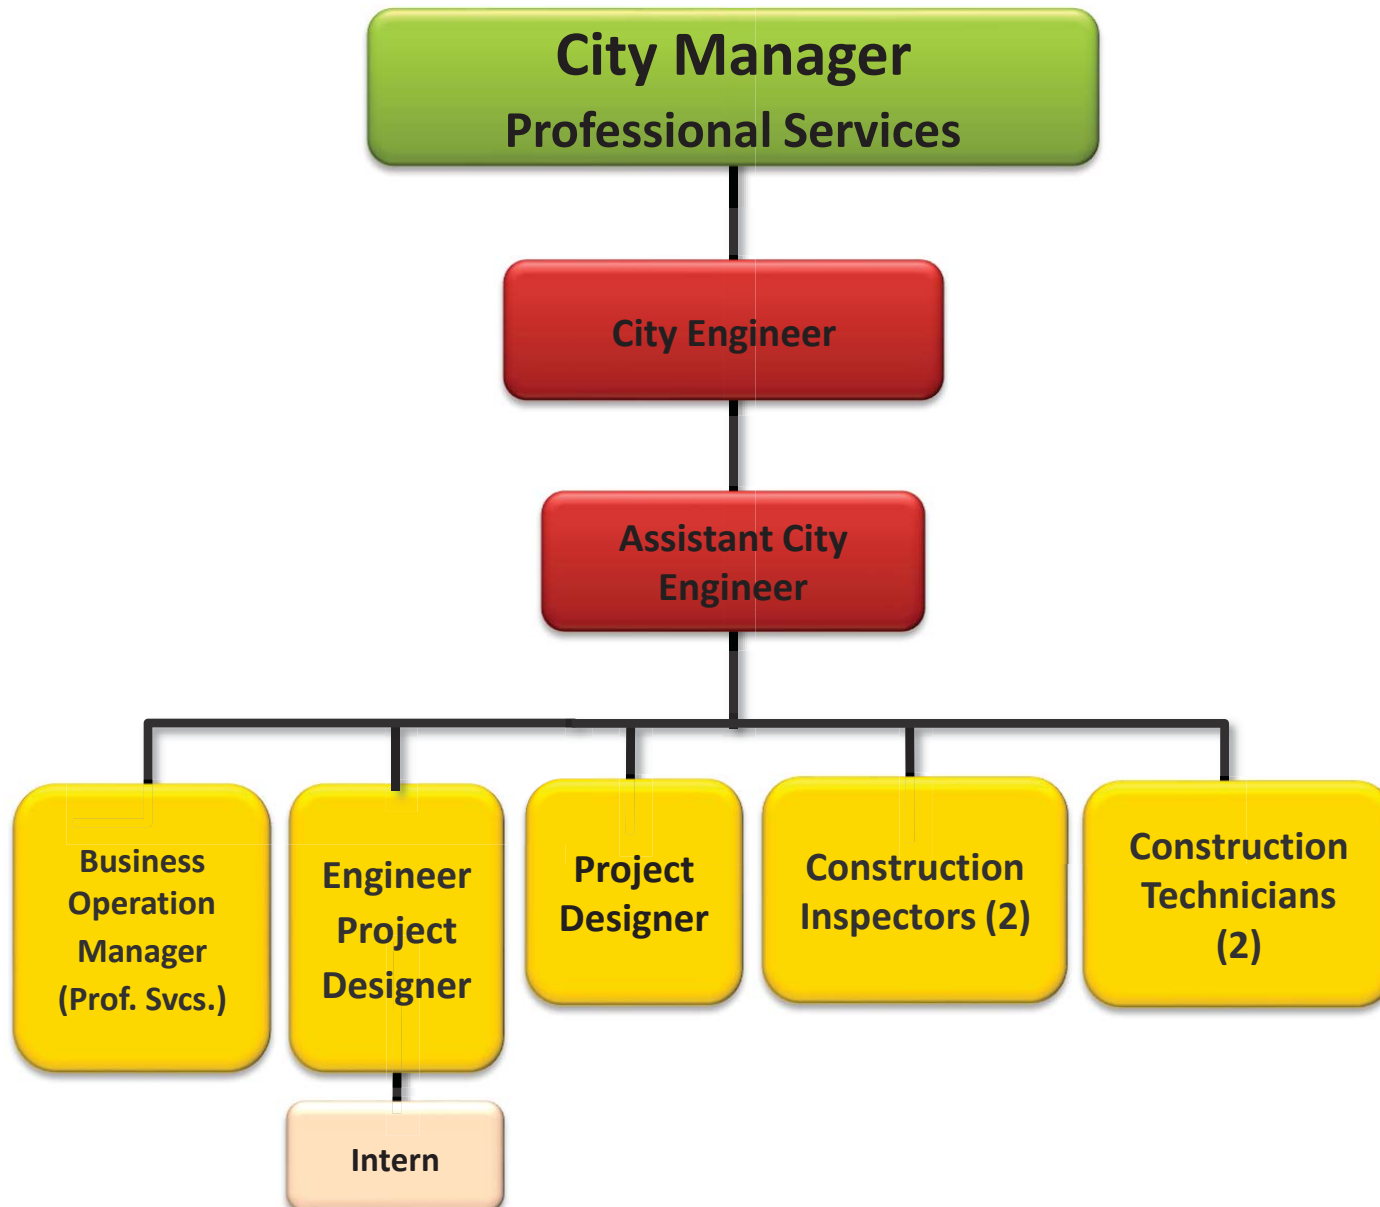 City Manager
Professional Services
City Engineer
Assistant City
Engineer
Business
Operation
Manager
(Prof. Svcs.)
Engineer
Project
Designer
Project
Designer
Construction
Inspectors (2)
Construction
Technicians
(2)
Intern